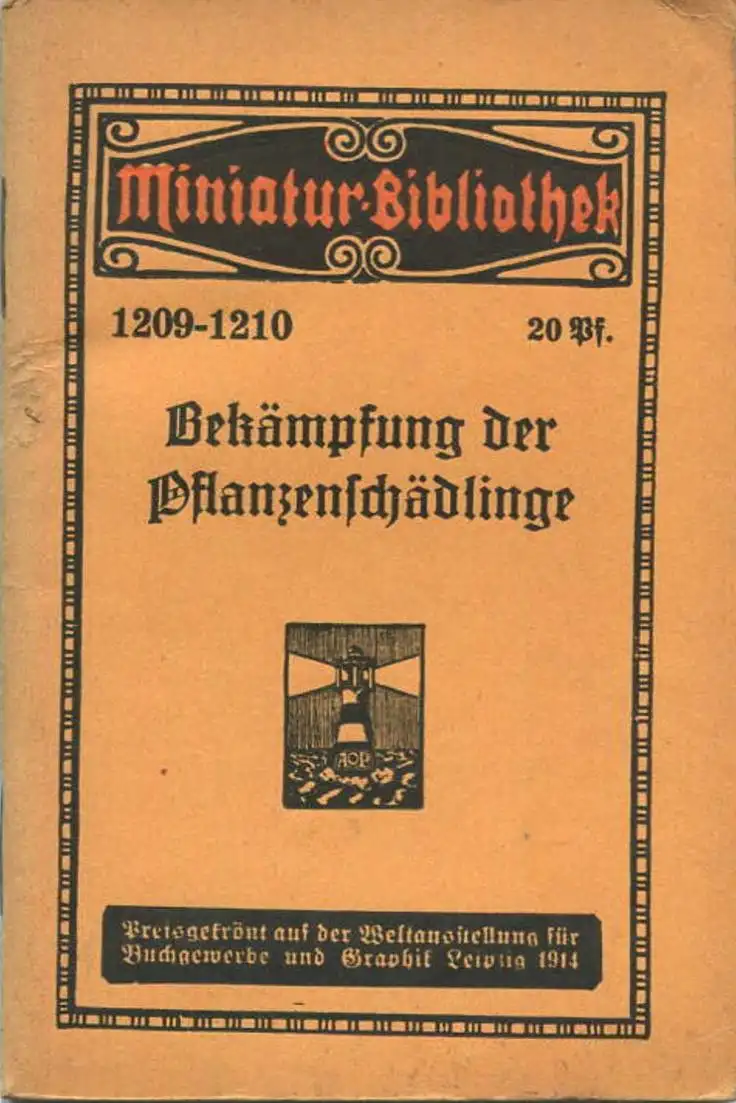 Miniatur-Bibliothek
1209-1210
20 Pf.
Bekämpfung der
Pflanzenschädlinge
AOP
Preisgekrönt auf der Weltausstellung für
Buchgewerbe und Graphik Leipzig 1914